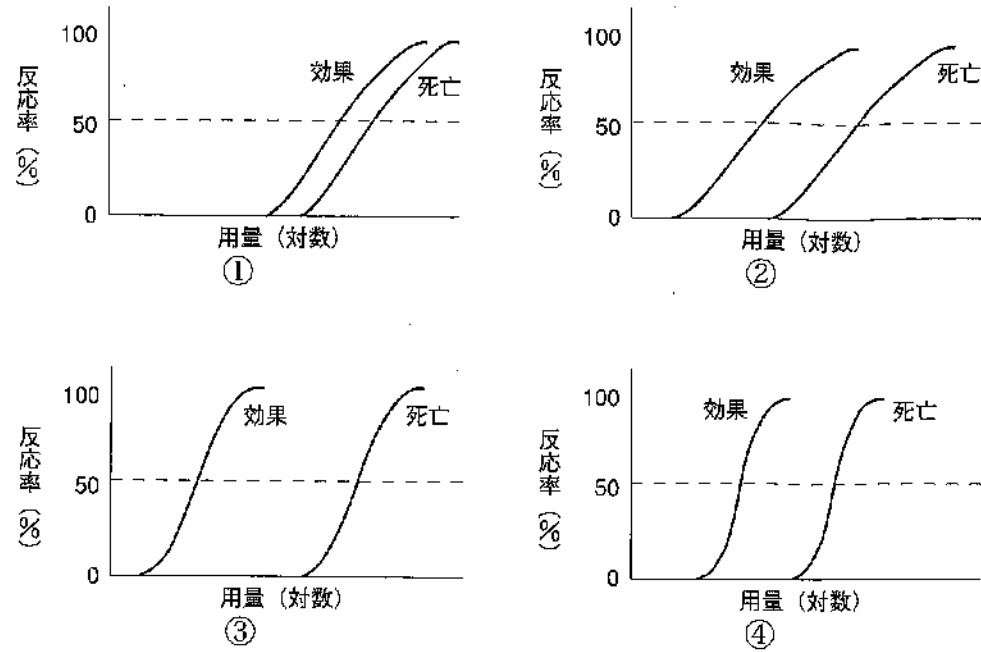 100
効果
死亡
反応率(%)
50
0
用量(対数)
①
100
効果
死亡
反応率(%)
50
0
用量(対数)
②
100
効果
死亡
反応率(%)
50
0
用量(対数)
③
100
効果
死亡
反応率(%)
50
0
用量(対数)
④